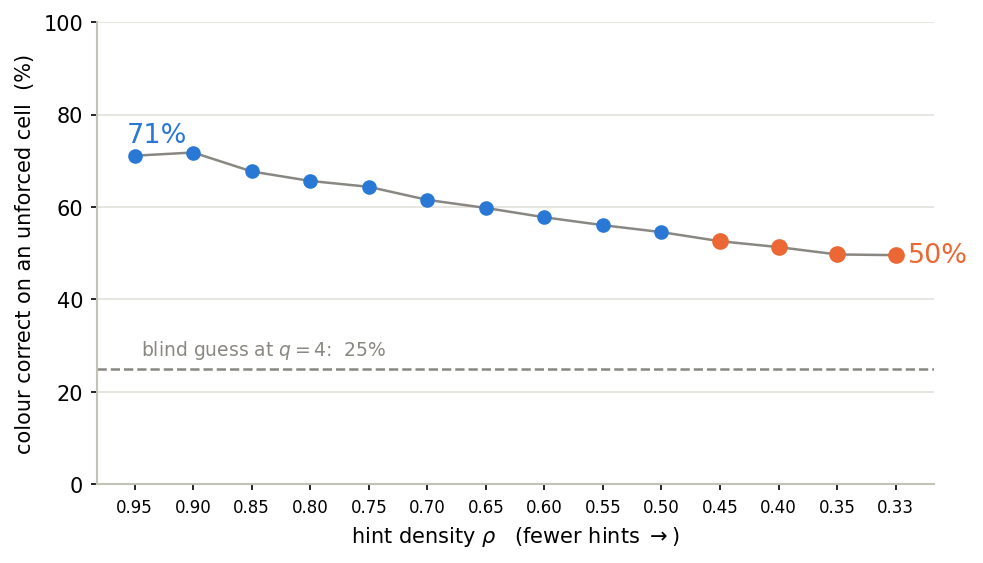 100
80
60
40
20
0
colour correct on an unforced cell (%)
71%
50%
blind guess at q = 4: 25%
0.95 0.90 0.85 0.80 0.75 0.70 0.65 0.60 0.55 0.50 0.45 0.40 0.35 0.33
hint density ρ (fewer hints →)